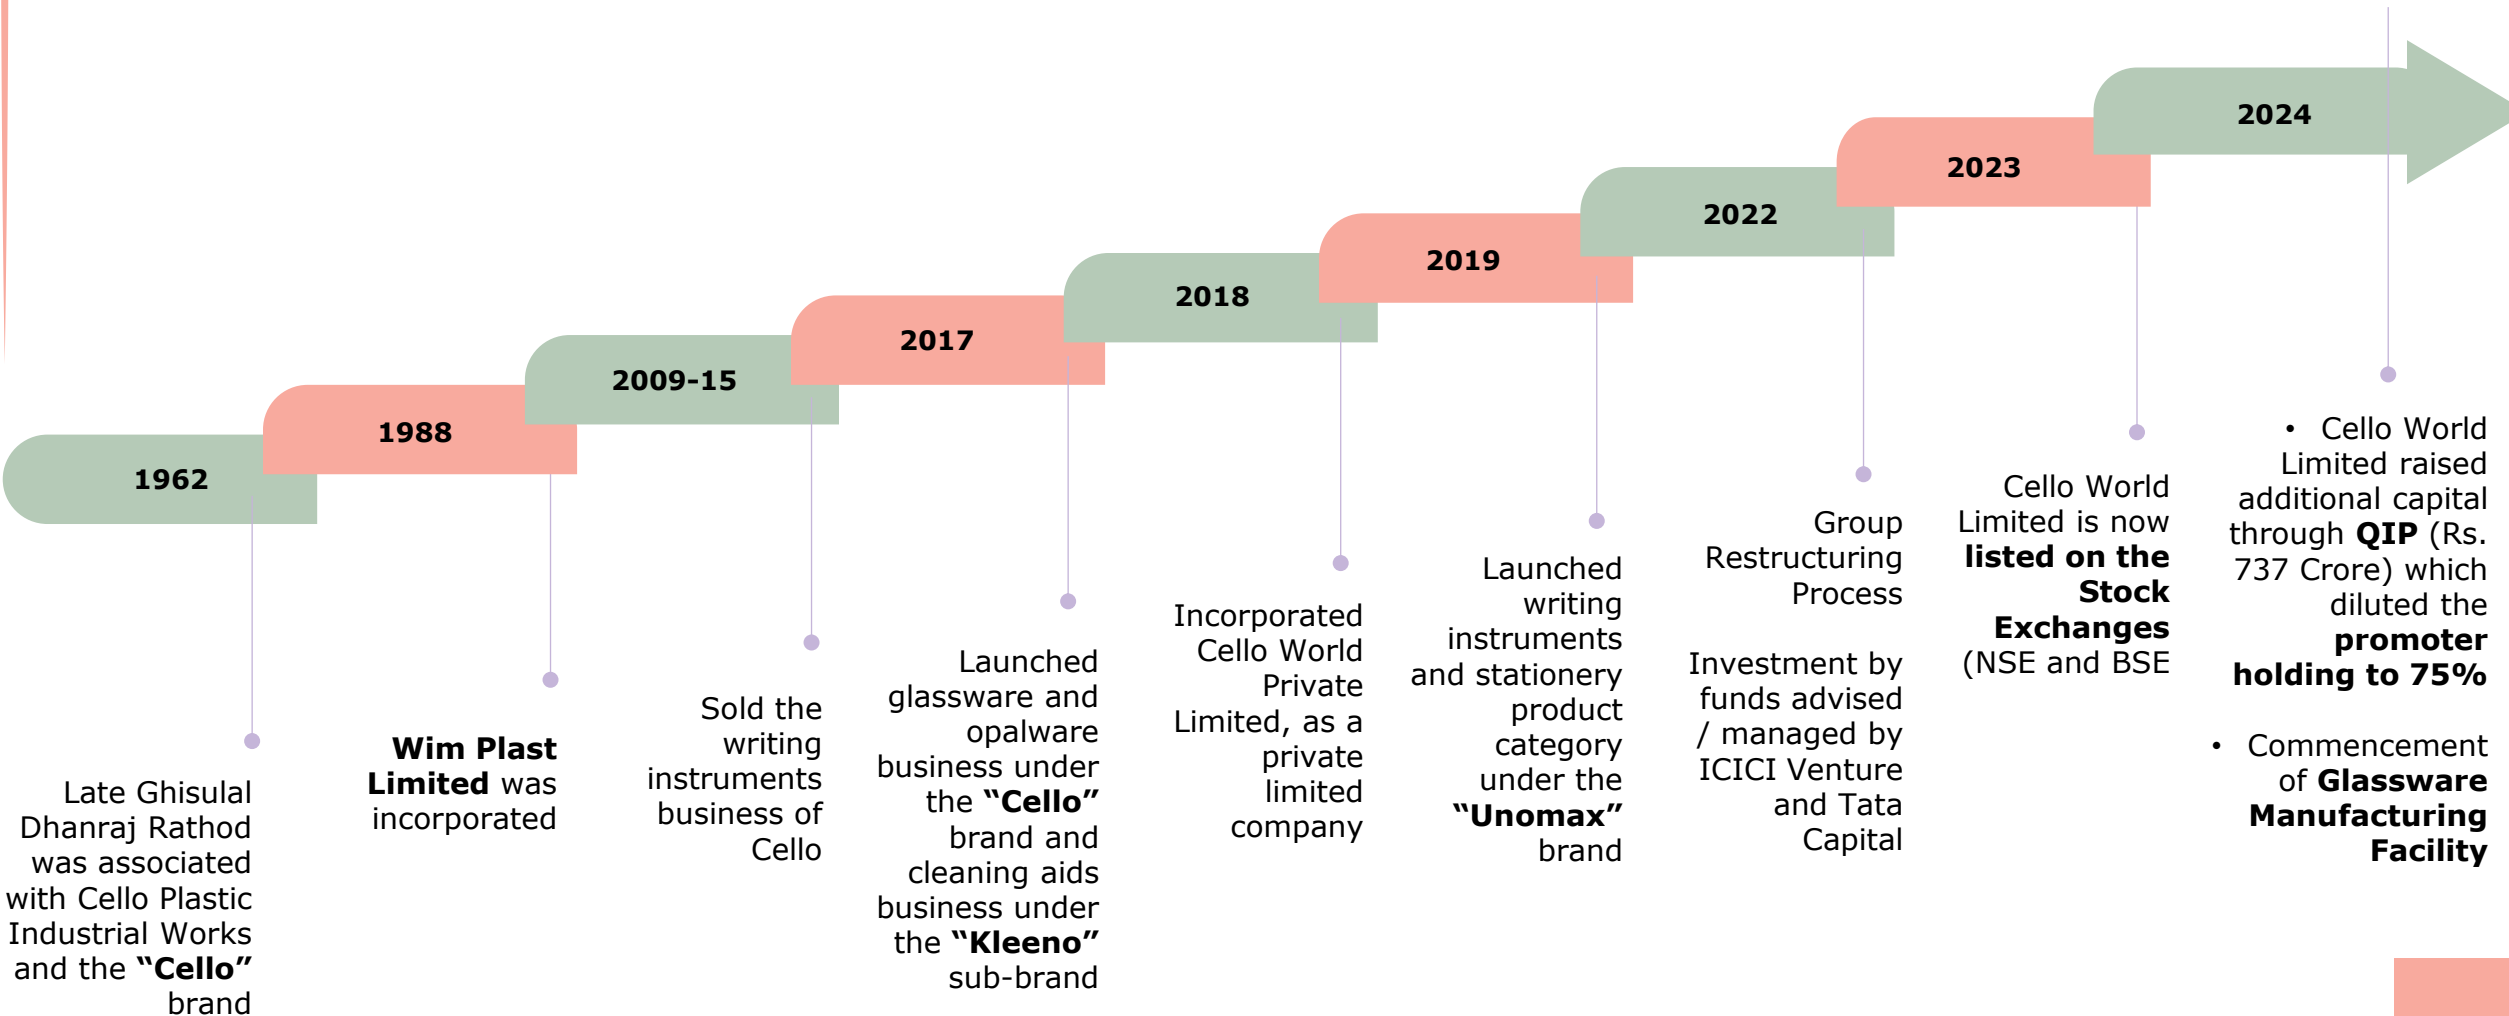 1962
Late Ghisulal
Dhanraj Rathod
was associated
with Cello Plastic
Industrial Works
and the “Cello”
brand
1988
Wim Plast
Limited was
incorporated
2009-15
Sold the
writing
instruments
business of
Cello
2017
Launched
glassware and
opalware
business under
the “Cello”
brand and
cleaning aids
business under
the “Kleeno”
sub-brand
2018
Incorporated
Cello World
Private
Limited, as a
private
limited
company
2019
Launched
writing
instruments
and stationery
product
category
under the
“Unomax”
brand
2022
Group
Restructuring
Process
Investment by
funds advised
/ managed by
ICICI Venture
and Tata
Capital
2023
Cello World
Limited is now
listed on the
Stock
Exchanges
(NSE and BSE
2024
• Cello World
Limited raised
additional capital
through QIP (Rs.
737 Crore) which
diluted the
promoter
holding to 75%
• Commencement
of Glassware
Manufacturing
Facility